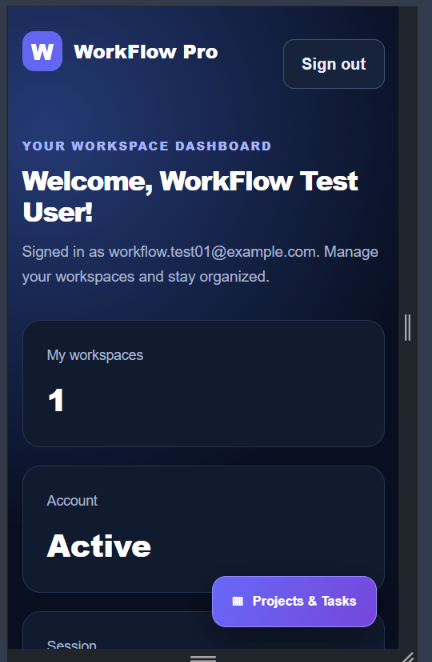 W WorkFlow Pro
Sign out
YOUR WORKSPACE DASHBOARD
Welcome, WorkFlow Test
User!
Signed in as workflow.test01@example.com. Manage
your workspaces and stay organized.
My workspaces
1
Account
Active
Projects & Tasks
Session